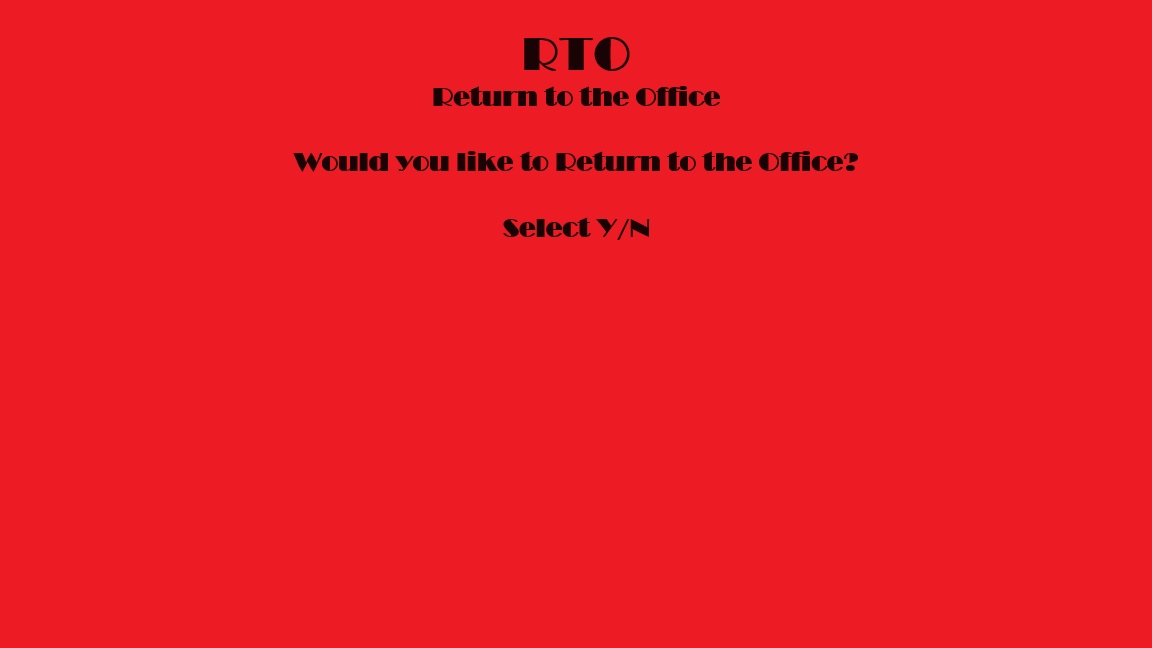 RTO
Return to the Office
Would you like to Return to the Office?
Select Y/N